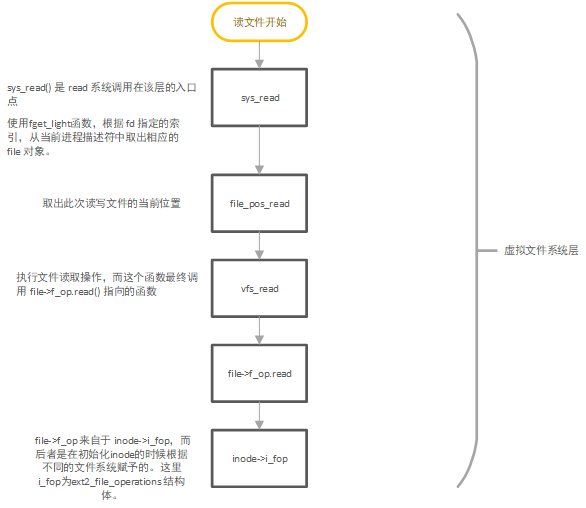 读文件开始
sys_read() 是 read 系统调用在该层的入口
点
使用fget_light函数，根据 fd 指定的索
引，从当前进程描述符中取出相应的
file 对象。
sys_read
取出此次读写文件的当前位置
file_pos_read
虚拟文件系统层
执行文件读取操作，而这个函数最终调
用 file->f_op.read() 指向的函数
vfs_read
file->f_op.read
file->f_op 来自于 inode->i_fop，而
后者是在初始化inode的时候根据
不同的文件系统赋予的。这里
i_fop为ext2_file_operations 结构
体。
inode->i_fop